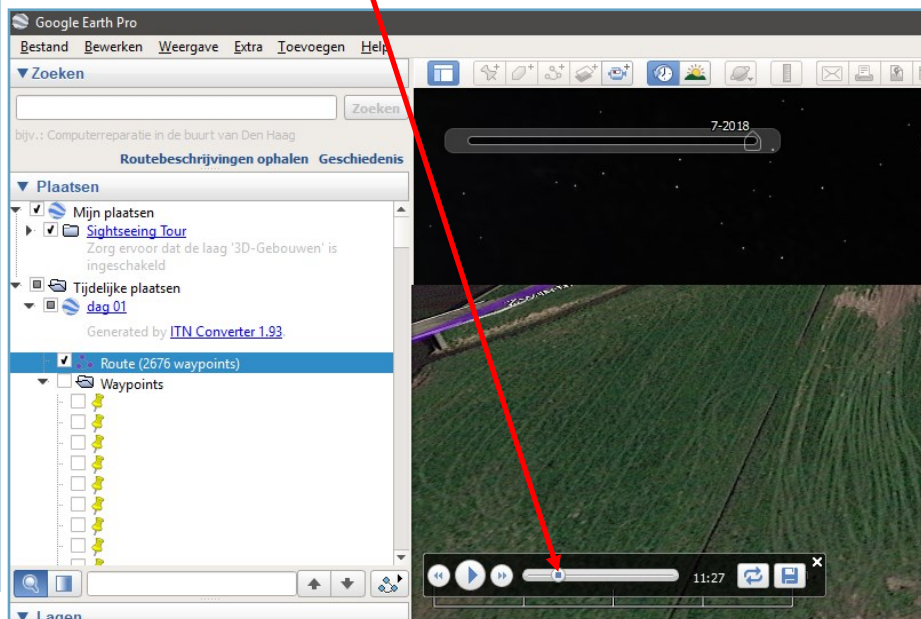 Google Earth Pro
Bestand Bewerken Weergave Extra Toevoegen Help
Zoeken
Zoeken
bijv.: Computerreparatie in de buurt van Den Haag
Routebeschrijvingen ophalen Geschiedenis
7-2018
Plaatsen
Mijn plaatsen
Sightseeing Tour
Zorg ervoor dat de laag '3D-Gebouwen' is
ingeschakeld
Tijdelijke plaatsen
dag 01
Generated by ITN Converter 1.93.
Route (2676 waypoints)
Waypoints
11:27
Lagen